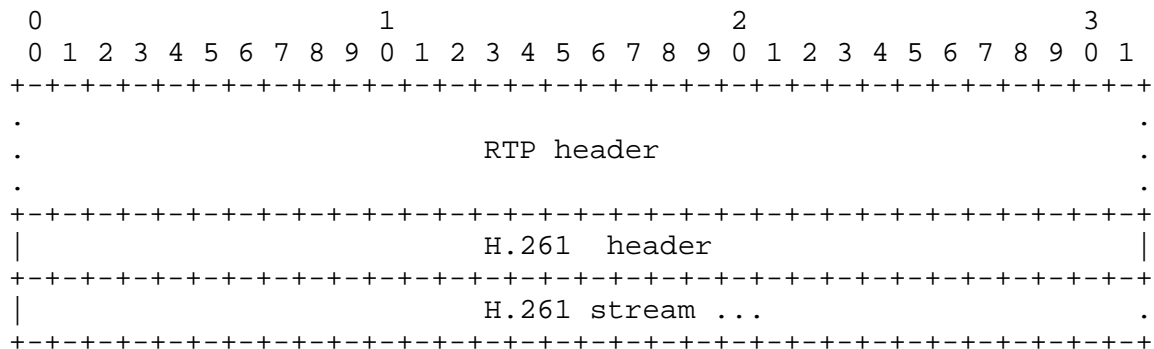 0                   1                   2                   3
 0 1 2 3 4 5 6 7 8 9 0 1 2 3 4 5 6 7 8 9 0 1 2 3 4 5 6 7 8 9 0 1
+-+-+-+-+-+-+-+-+-+-+-+-+-+-+-+-+-+-+-+-+-+-+-+-+-+-+-+-+-+-+-+-+
.                                                               .
.                          RTP header                           .
.                                                               .
+-+-+-+-+-+-+-+-+-+-+-+-+-+-+-+-+-+-+-+-+-+-+-+-+-+-+-+-+-+-+-+-+
|                          H.261  header                        |
+-+-+-+-+-+-+-+-+-+-+-+-+-+-+-+-+-+-+-+-+-+-+-+-+-+-+-+-+-+-+-+-+
|                          H.261 stream ...                     .
+-+-+-+-+-+-+-+-+-+-+-+-+-+-+-+-+-+-+-+-+-+-+-+-+-+-+-+-+-+-+-+-+